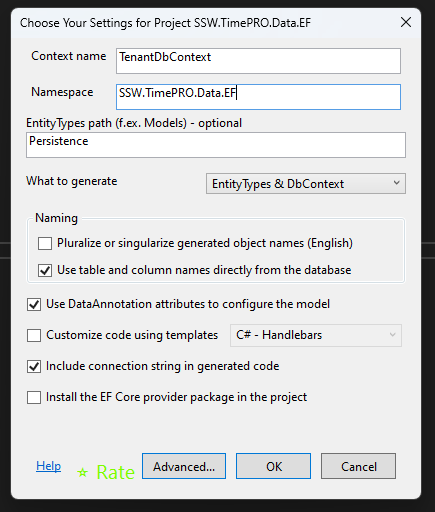 Choose Your Settings for Project SSW.TimePRO.Data.EF
Context name
TenantDbContext
Namespace
SSW.TimePRO.Data.EF
EntityTypes path (f.ex. Models) - optional
Persistence
What to generate
EntityTypes & DbContext
Naming
Pluralize or singularize generated object names (English)
Use table and column names directly from the database
Use DataAnnotation attributes to configure the model
Customize code using templates
C# - Handlebars
Include connection string in generated code
Install the EF Core provider package in the project
Help
Rate
Advanced...
OK
Cancel